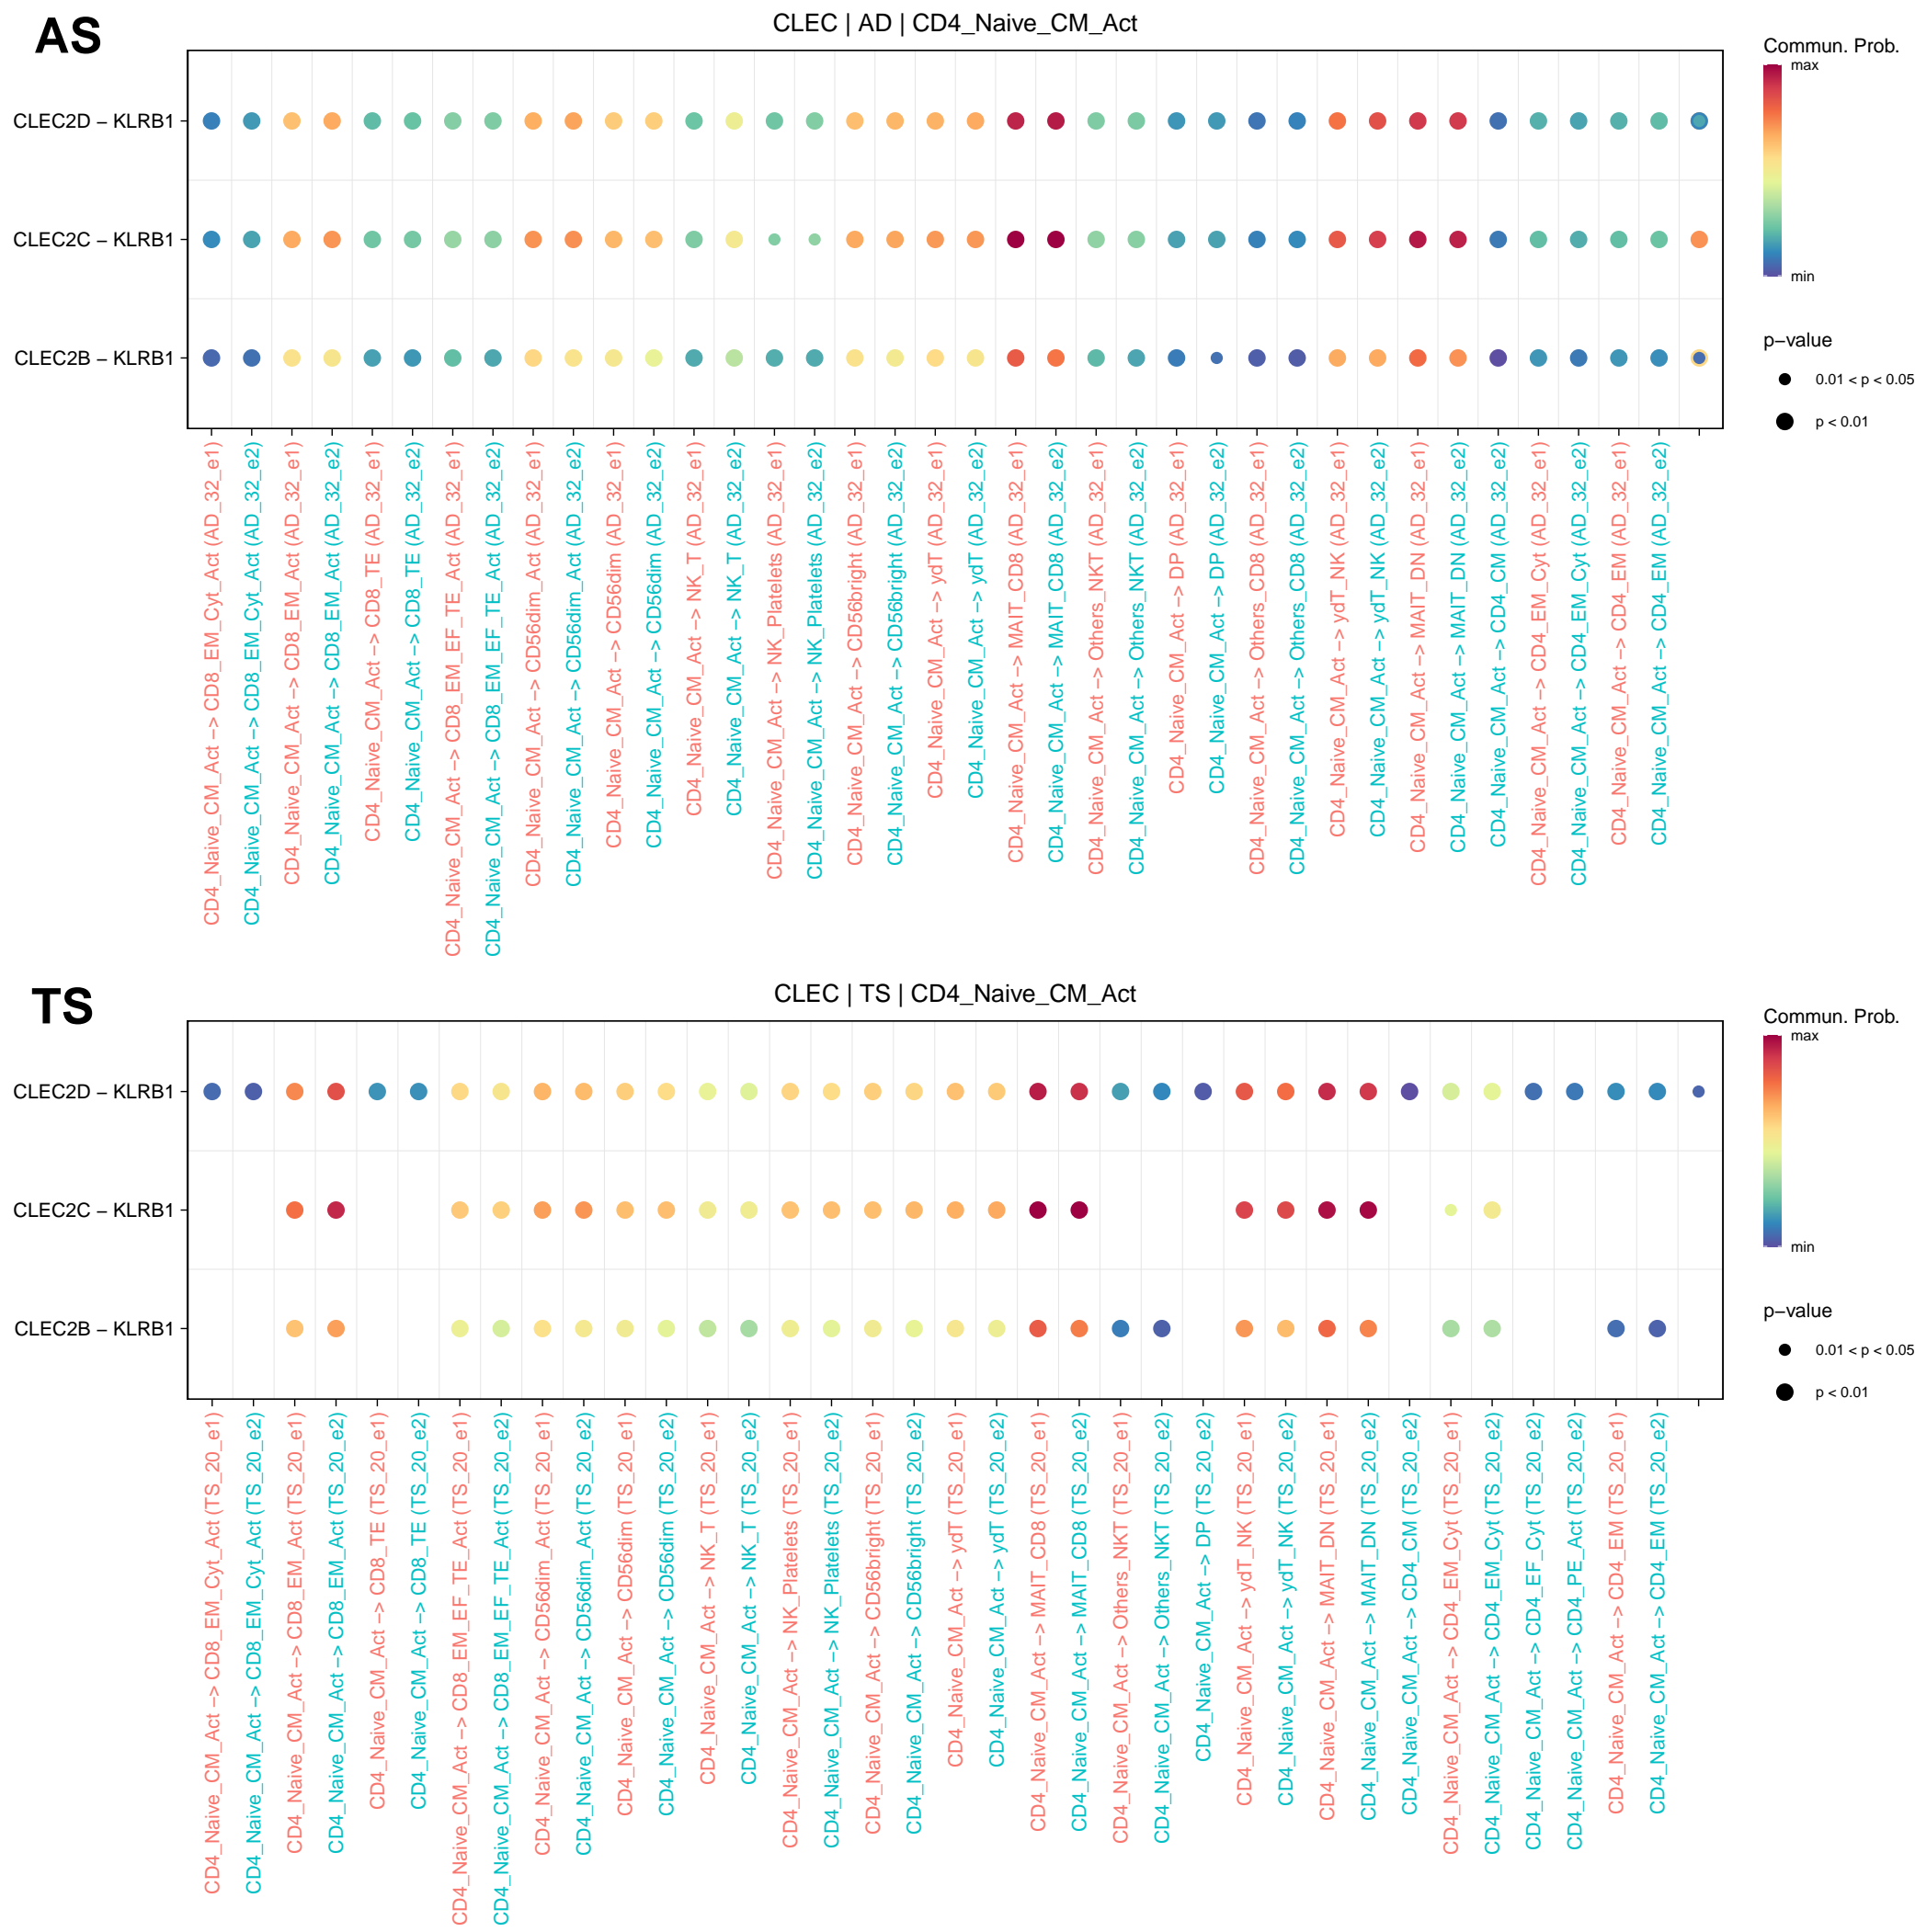 AS
CLEC | AD | CD4_Naive_CM_Act
CLEC2D − KLRB1
CLEC2C − KLRB1
CLEC2B − KLRB1
Commun. Prob.
max
min
p−value
0.01 < p < 0.05
p < 0.01
CD4_Naive_CM_Act −> CD8_EM_Cyt_Act (AD_32_e1)
CD4_Naive_CM_Act −> CD8_EM_Cyt_Act (AD_32_e2)
CD4_Naive_CM_Act −> CD8_EM_Act (AD_32_e1)
CD4_Naive_CM_Act −> CD8_EM_Act (AD_32_e2)
CD4_Naive_CM_Act −> CD8_TE (AD_32_e1)
CD4_Naive_CM_Act −> CD8_TE (AD_32_e2)
CD4_Naive_CM_Act −> CD8_EM_EF_TE_Act (AD_32_e1)
CD4_Naive_CM_Act −> CD8_EM_EF_TE_Act (AD_32_e2)
CD4_Naive_CM_Act −> CD56dim_Act (AD_32_e1)
CD4_Naive_CM_Act −> CD56dim_Act (AD_32_e2)
CD4_Naive_CM_Act −> CD56dim (AD_32_e1)
CD4_Naive_CM_Act −> CD56dim (AD_32_e2)
CD4_Naive_CM_Act −> NK_T (AD_32_e1)
CD4_Naive_CM_Act −> NK_T (AD_32_e2)
CD4_Naive_CM_Act −> NK_Platelets (AD_32_e1)
CD4_Naive_CM_Act −> NK_Platelets (AD_32_e2)
CD4_Naive_CM_Act −> CD56bright (AD_32_e1)
CD4_Naive_CM_Act −> CD56bright (AD_32_e2)
CD4_Naive_CM_Act −> ydT (AD_32_e1)
CD4_Naive_CM_Act −> ydT (AD_32_e2)
CD4_Naive_CM_Act −> MAIT_CD8 (AD_32_e1)
CD4_Naive_CM_Act −> MAIT_CD8 (AD_32_e2)
CD4_Naive_CM_Act −> Others_NKT (AD_32_e1)
CD4_Naive_CM_Act −> Others_NKT (AD_32_e2)
CD4_Naive_CM_Act −> DP (AD_32_e1)
CD4_Naive_CM_Act −> DP (AD_32_e2)
CD4_Naive_CM_Act −> Others_CD8 (AD_32_e1)
CD4_Naive_CM_Act −> Others_CD8 (AD_32_e2)
CD4_Naive_CM_Act −> ydT_NK (AD_32_e1)
CD4_Naive_CM_Act −> ydT_NK (AD_32_e2)
CD4_Naive_CM_Act −> MAIT_DN (AD_32_e1)
CD4_Naive_CM_Act −> MAIT_DN (AD_32_e2)
CD4_Naive_CM_Act −> CD4_CM (AD_32_e2)
CD4_Naive_CM_Act −> CD4_EM_Cyt (AD_32_e1)
CD4_Naive_CM_Act −> CD4_EM_Cyt (AD_32_e2)
CD4_Naive_CM_Act −> CD4_EM (AD_32_e1)
CD4_Naive_CM_Act −> CD4_EM (AD_32_e2)
TS
CLEC | TS | CD4_Naive_CM_Act
CLEC2D − KLRB1
CLEC2C − KLRB1
CLEC2B − KLRB1
Commun. Prob.
max
min
p−value
0.01 < p < 0.05
p < 0.01
CD4_Naive_CM_Act −> CD8_EM_Cyt_Act (TS_20_e1)
CD4_Naive_CM_Act −> CD8_EM_Cyt_Act (TS_20_e2)
CD4_Naive_CM_Act −> CD8_EM_Act (TS_20_e1)
CD4_Naive_CM_Act −> CD8_EM_Act (TS_20_e2)
CD4_Naive_CM_Act −> CD8_TE (TS_20_e1)
CD4_Naive_CM_Act −> CD8_TE (TS_20_e2)
CD4_Naive_CM_Act −> CD8_EM_EF_TE_Act (TS_20_e1)
CD4_Naive_CM_Act −> CD8_EM_EF_TE_Act (TS_20_e2)
CD4_Naive_CM_Act −> CD56dim_Act (TS_20_e1)
CD4_Naive_CM_Act −> CD56dim_Act (TS_20_e2)
CD4_Naive_CM_Act −> CD56dim (TS_20_e1)
CD4_Naive_CM_Act −> CD56dim (TS_20_e2)
CD4_Naive_CM_Act −> NK_T (TS_20_e1)
CD4_Naive_CM_Act −> NK_T (TS_20_e2)
CD4_Naive_CM_Act −> NK_Platelets (TS_20_e1)
CD4_Naive_CM_Act −> NK_Platelets (TS_20_e2)
CD4_Naive_CM_Act −> CD56bright (TS_20_e1)
CD4_Naive_CM_Act −> CD56bright (TS_20_e2)
CD4_Naive_CM_Act −> ydT (TS_20_e1)
CD4_Naive_CM_Act −> ydT (TS_20_e2)
CD4_Naive_CM_Act −> MAIT_CD8 (TS_20_e1)
CD4_Naive_CM_Act −> MAIT_CD8 (TS_20_e2)
CD4_Naive_CM_Act −> Others_NKT (TS_20_e1)
CD4_Naive_CM_Act −> Others_NKT (TS_20_e2)
CD4_Naive_CM_Act −> DP (TS_20_e2)
CD4_Naive_CM_Act −> ydT_NK (TS_20_e1)
CD4_Naive_CM_Act −> ydT_NK (TS_20_e2)
CD4_Naive_CM_Act −> MAIT_DN (TS_20_e1)
CD4_Naive_CM_Act −> MAIT_DN (TS_20_e2)
CD4_Naive_CM_Act −> CD4_CM (TS_20_e2)
CD4_Naive_CM_Act −> CD4_EM_Cyt (TS_20_e1)
CD4_Naive_CM_Act −> CD4_EM_Cyt (TS_20_e2)
CD4_Naive_CM_Act −> CD4_EF_Cyt (TS_20_e2)
CD4_Naive_CM_Act −> CD4_PE_Act (TS_20_e2)
CD4_Naive_CM_Act −> CD4_EM (TS_20_e1)
CD4_Naive_CM_Act −> CD4_EM (TS_20_e2)